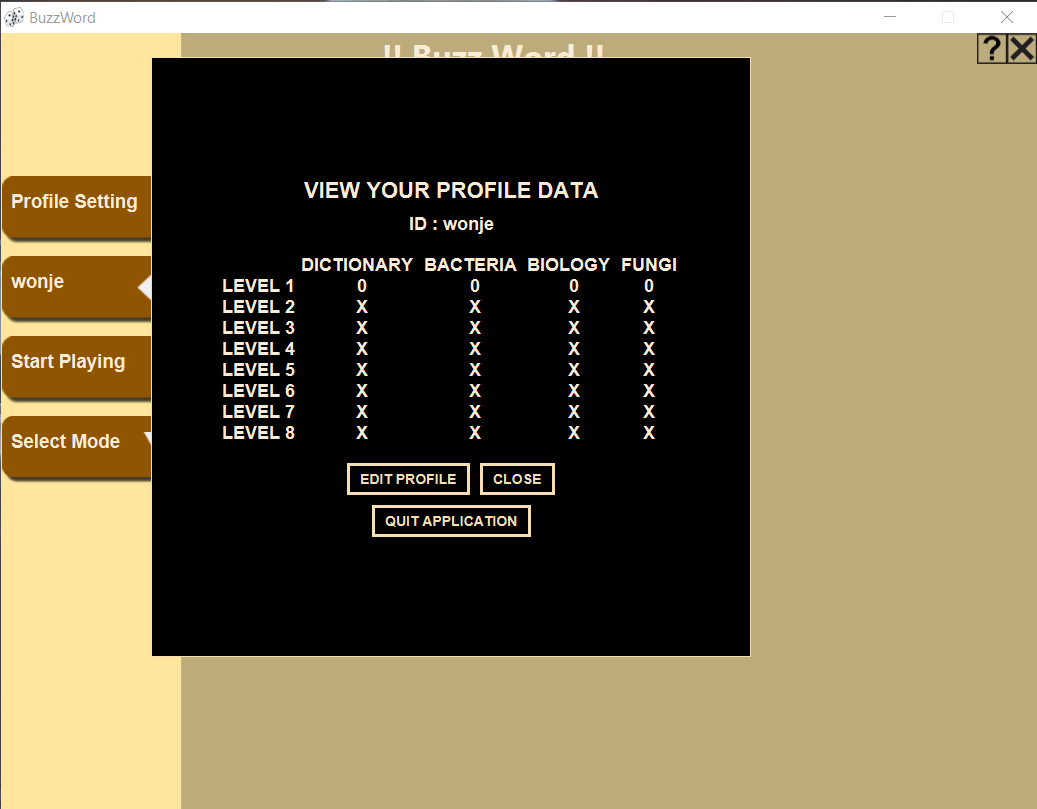 BuzzWord
!! Buzz Word !!
?
Profile Setting
wonje
Start Playing
Select Mode
VIEW YOUR PROFILE DATA
ID : wonje
DICTIONARY BACTERIA BIOLOGY FUNGI
LEVEL 1 0 0 0 0
LEVEL 2 X X X X
LEVEL 3 X X X X
LEVEL 4 X X X X
LEVEL 5 X X X X
LEVEL 6 X X X X
LEVEL 7 X X X X
LEVEL 8 X X X X
EDIT PROFILE CLOSE
QUIT APPLICATION